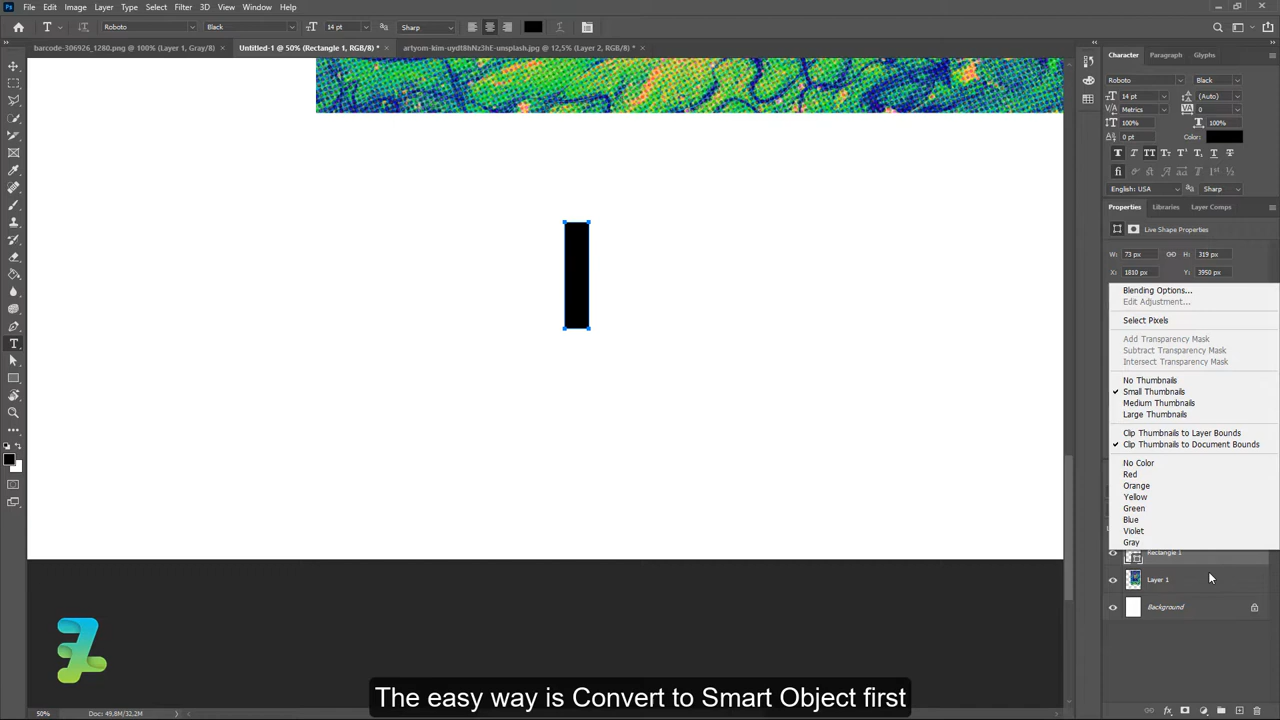 File Edit Image Layer Type Select Filter 3D View Window Help
Roboto Black 14 pt Sharp
barcode-306926_1280.png @ 100% (Layer 1, Gray/8) × Untitled-1 @ 50% (Rectangle 1, RGB/8) * × artyom-kim-uydt8hNz3hE-unsplash.jpg @ 12,5% (Layer 2, RGB/8) * ×
Character Paragraph Glyphs
Roboto Black
14 pt (Auto)
Metrics 0
100% 100%
0 pt Color:
English: USA Sharp
Properties Libraries Layer Comps
Live Shape Properties
W: 73 px H: 319 px
X: 1810 px Y: 3950 px
Blending Options...
Edit Adjustment...
Select Pixels
Add Transparency Mask
Subtract Transparency Mask
Intersect Transparency Mask
No Thumbnails
Small Thumbnails
Medium Thumbnails
Large Thumbnails
Clip Thumbnails to Layer Bounds
Clip Thumbnails to Document Bounds
No Color
Red
Orange
Yellow
Green
Blue
Violet
Gray
Rectangle 1
Layer 1
Background
The easy way is Convert to Smart Object first
50% Doc: 49,8M/32,2M